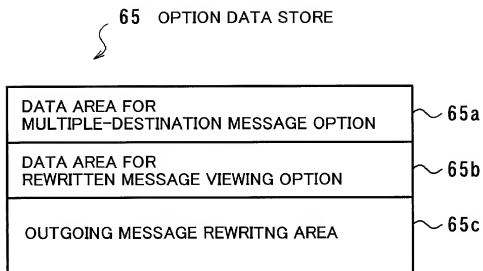 65 OPTION DATA STORE
DATA AREA FOR
MULTIPLE-DESTINATION MESSAGE OPTION
65a
DATA AREA FOR
REWRITTEN MESSAGE VIEWING OPTION
65b
OUTGOING MESSAGE REWRITNG AREA
65c